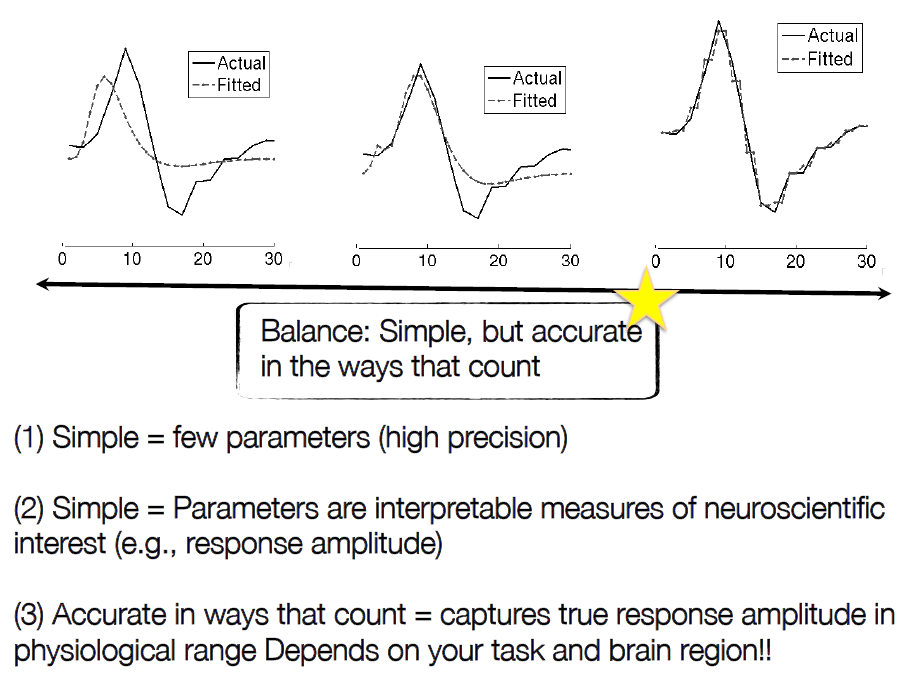 Actual
Fitted
Actual
Fitted
Actual
Fitted
0 10 20 30
0 10 20 30
0 10 20 30
Balance: Simple, but accurate
in the ways that count
(1) Simple = few parameters (high precision)
(2) Simple = Parameters are interpretable measures of neuroscientific
interest (e.g., response amplitude)
(3) Accurate in ways that count = captures true response amplitude in
physiological range Depends on your task and brain region!!